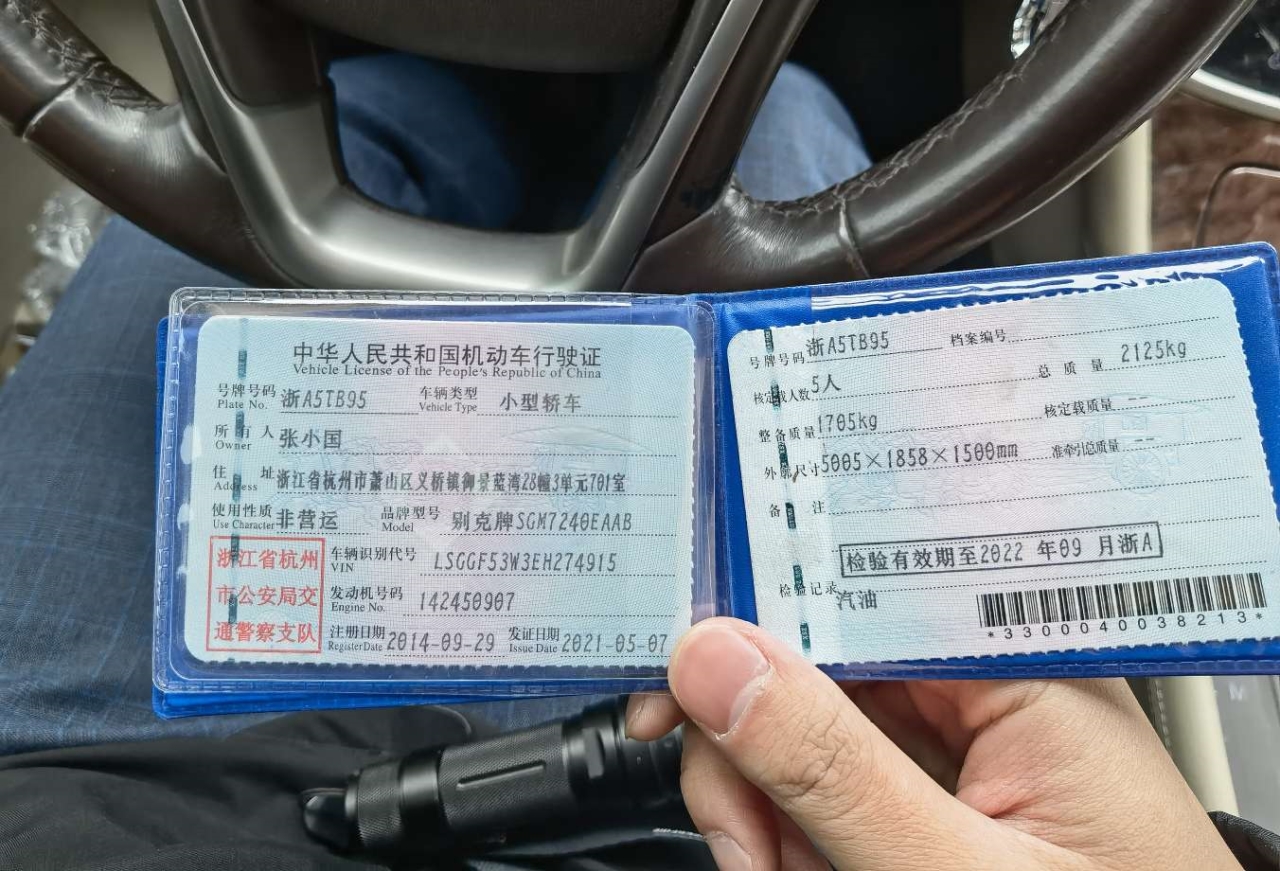 中华人民共和国机动车行驶证
Vehicle License of the People's Republic of China
号牌号码 浙A5TB95 车辆类型 小型轿车
Plate No. Vehicle Type
所有人 张小国
Owner
住址 浙江省杭州市萧山区义桥镇御景蓝湾28幢3单元701室
Address
使用性质 非营运 品牌型号 别克牌SGM7240EAAB
Use Character Model
浙江省杭州
市公安局交
通警察支队
车辆识别代号 LSGGF53W3EH274915
VIN
发动机号码 142450907
Engine No.
注册日期 2014-09-29 发证日期 2021-05-07
Register Date Issue Date
号牌号码 浙A5TB95 档案编号
核定载人数 5人 总质量 2125kg
整备质量 1705kg 核定载质量 --
外廓尺寸 5005×1858×1500mm 准牵引总质量 --
备注
检验有效期至2022 年09 月浙A
检验记录
汽油
*3300040038213*